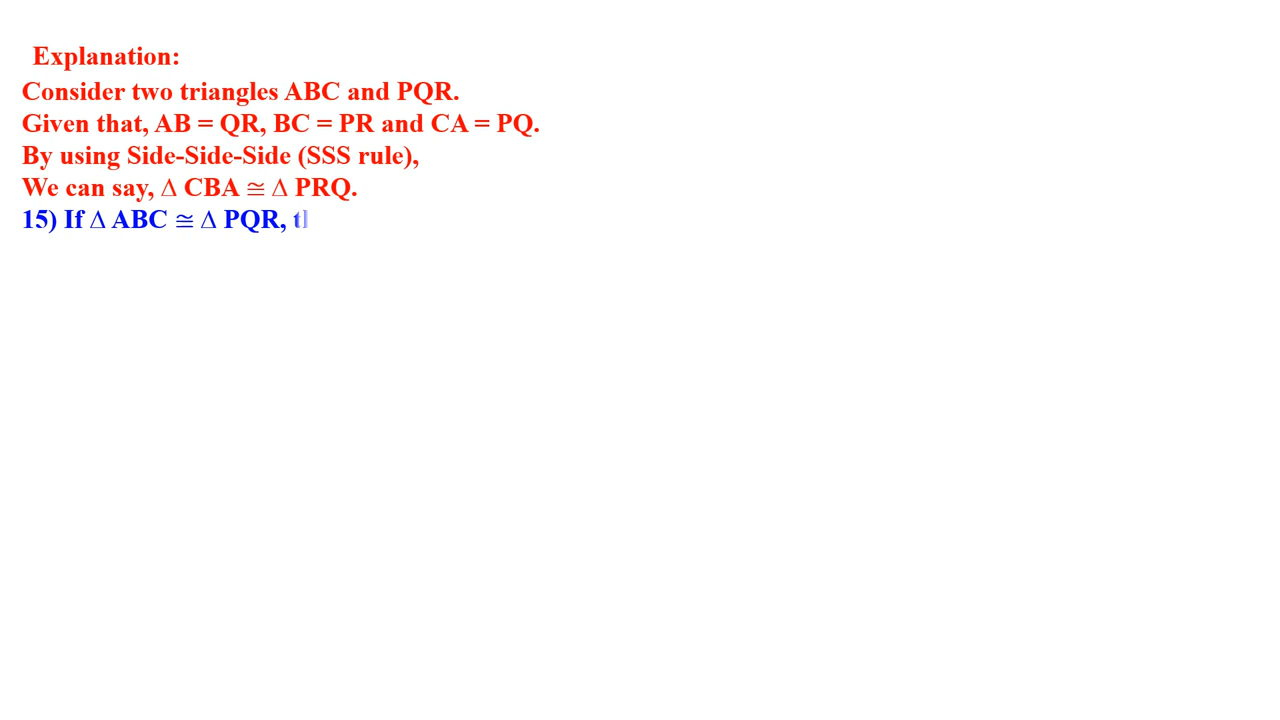 Explanation:
Consider two triangles ABC and PQR.
Given that, AB = QR, BC = PR and CA = PQ.
By using Side-Side-Side (SSS rule),
We can say, ∆ CBA ≅ ∆ PRQ.
15) If ∆ ABC ≅ ∆ PQR,